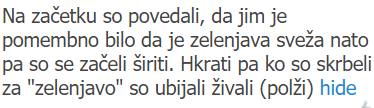 Na začetku so povedali, da jim je
pomembno bilo da je zelenjava sveža nato
pa so se začeli širiti. Hkrati pa ko so skrbeli
za "zelenjavo" so ubijali živali (polži) hide